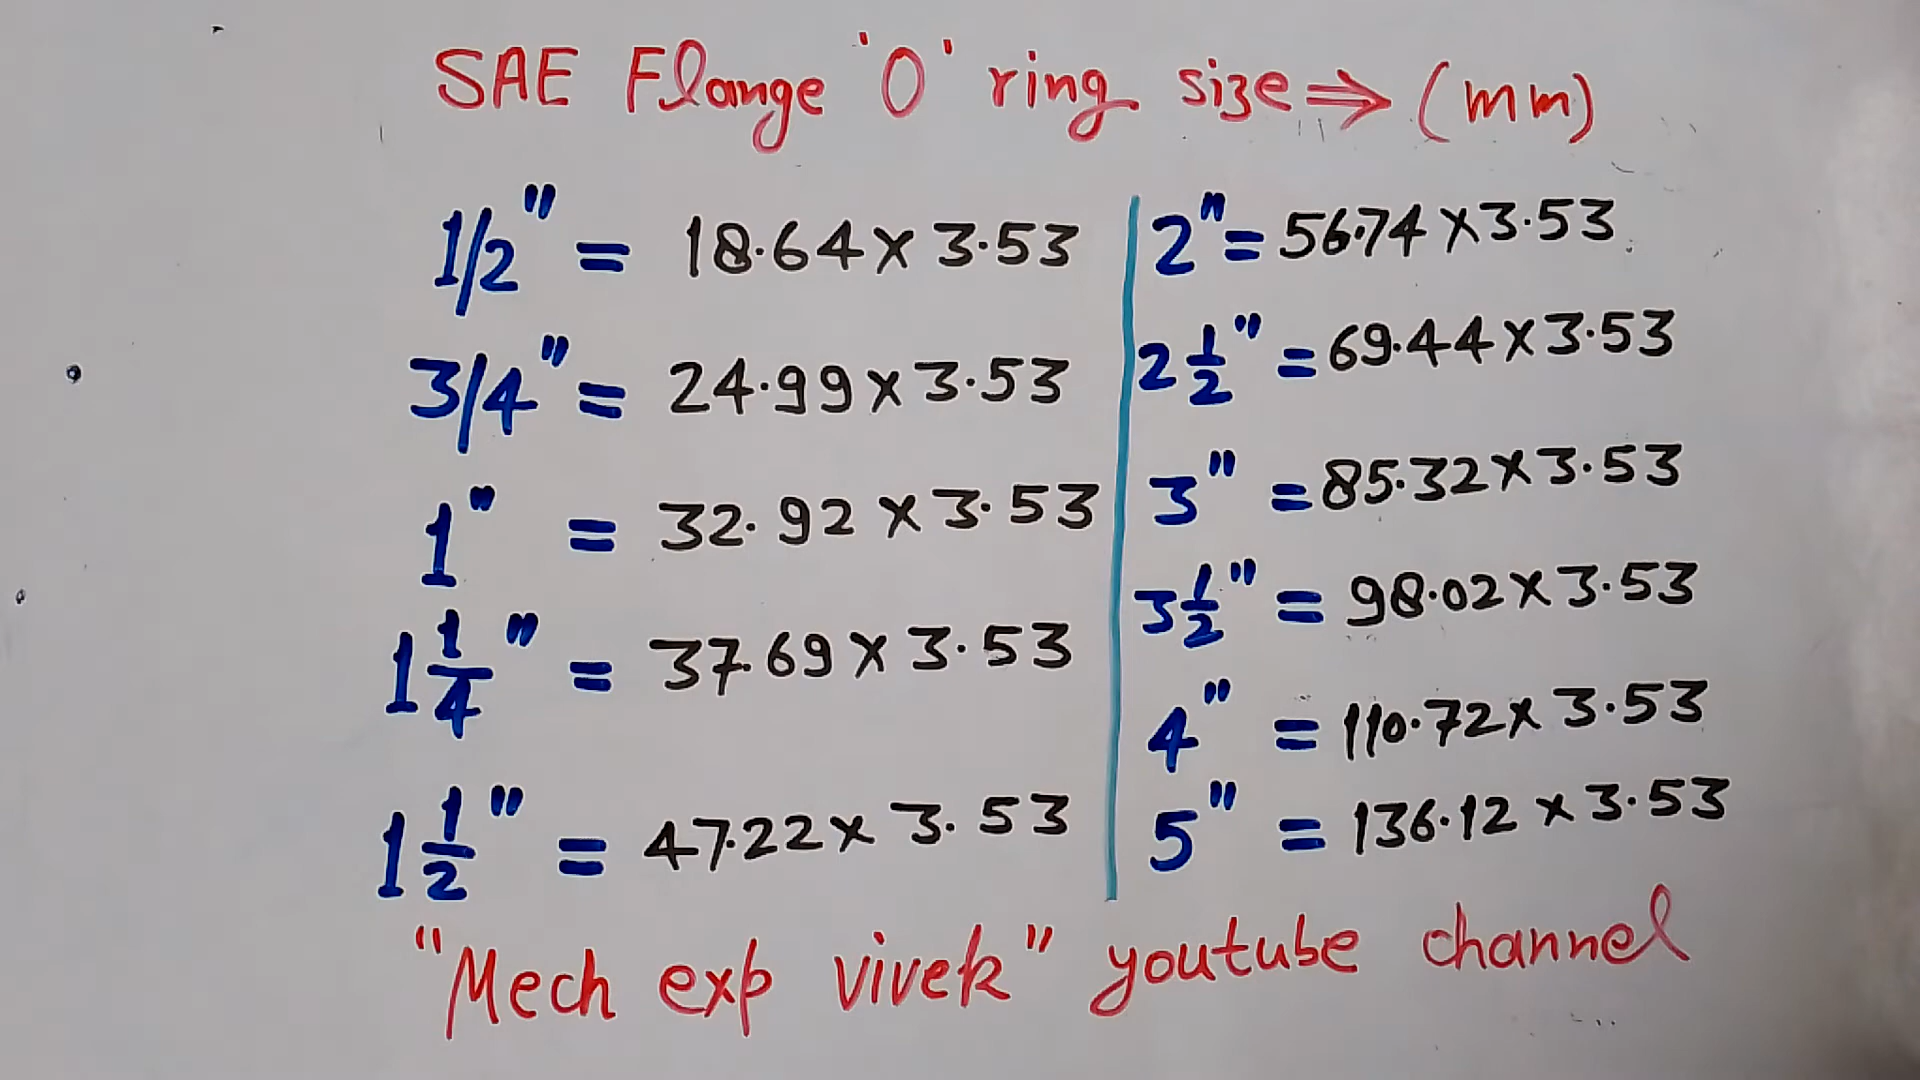 SAE Flange 'O' ring size ⇒ (mm)
1/2" = 18.64 x 3.53
3/4" = 24.99 x 3.53
1" = 32.92 x 3.53
1 1/4" = 37.69 x 3.53
1 1/2" = 47.22 x 3.53
2" = 56.74 x 3.53
2 1/2" = 69.44 x 3.53
3" = 85.32 x 3.53
3 1/2" = 98.02 x 3.53
4" = 110.72 x 3.53
5" = 136.12 x 3.53
"Mech exp vivek" youtube channel